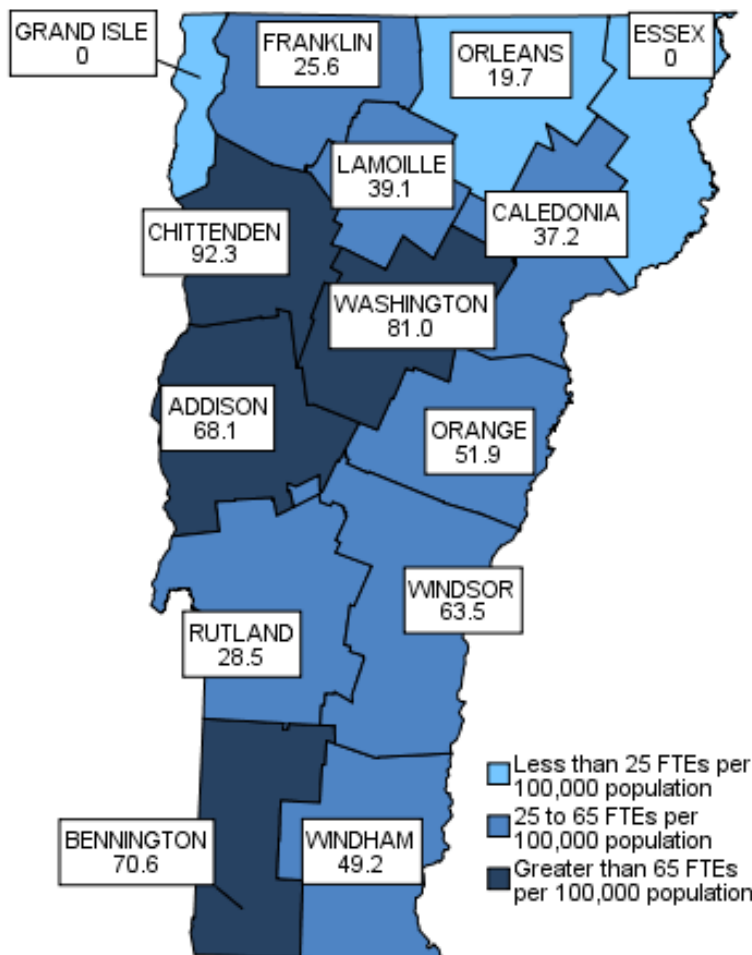 GRAND ISLE
0
FRANKLIN
25.6
ORLEANS
19.7
ESSEX
0
LAMOILLE
39.1
CALEDONIA
37.2
CHITTENDEN
92.3
WASHINGTON
81.0
ADDISON
68.1
ORANGE
51.9
WINDSOR
63.5
RUTLAND
28.5
BENNINGTON
70.6
WINDHAM
49.2
Less than 25 FTEs per
100,000 population
25 to 65 FTEs per
100,000 population
Greater than 65 FTEs
per 100,000 population